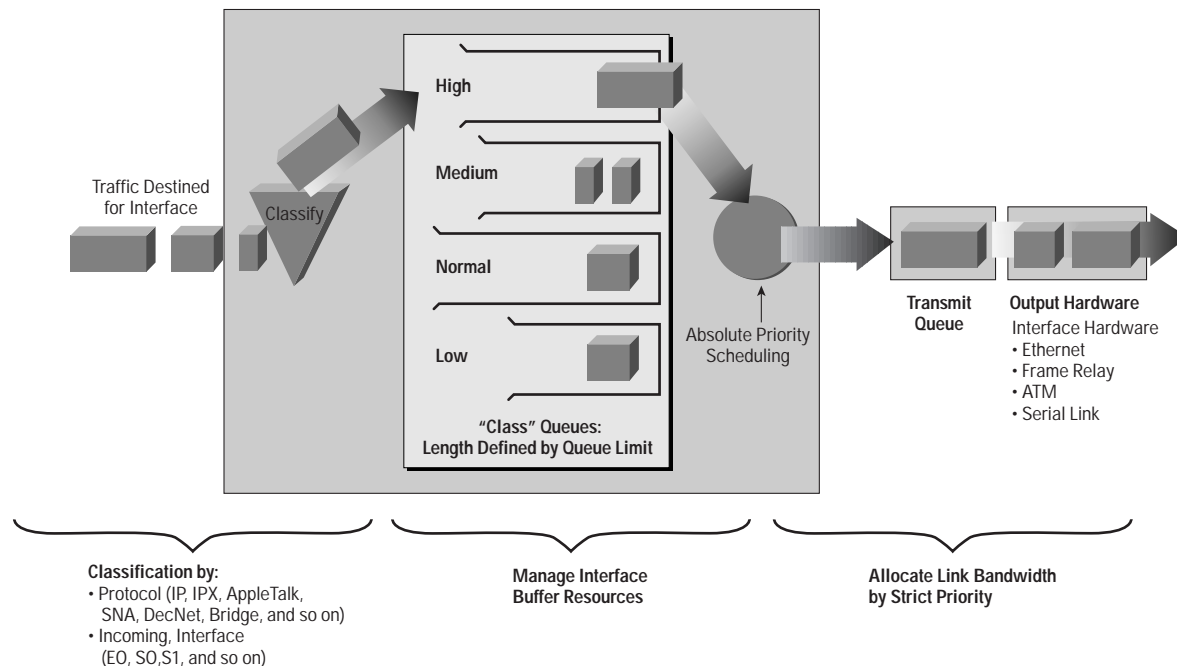 Traffic Destined
for Interface
Classify
High
Medium
Normal
Low
“Class” Queues:
Length Defined by Queue Limit
Absolute Priority
Scheduling
Transmit
Queue
Output Hardware
Interface Hardware
• Ethernet
• Frame Relay
• ATM
• Serial Link
Classification by:
• Protocol (IP, IPX, AppleTalk,
SNA, DecNet, Bridge, and so on)
• Incoming, Interface
(EO, SO,S1, and so on)
Manage Interface
Buffer Resources
Allocate Link Bandwidth
by Strict Priority